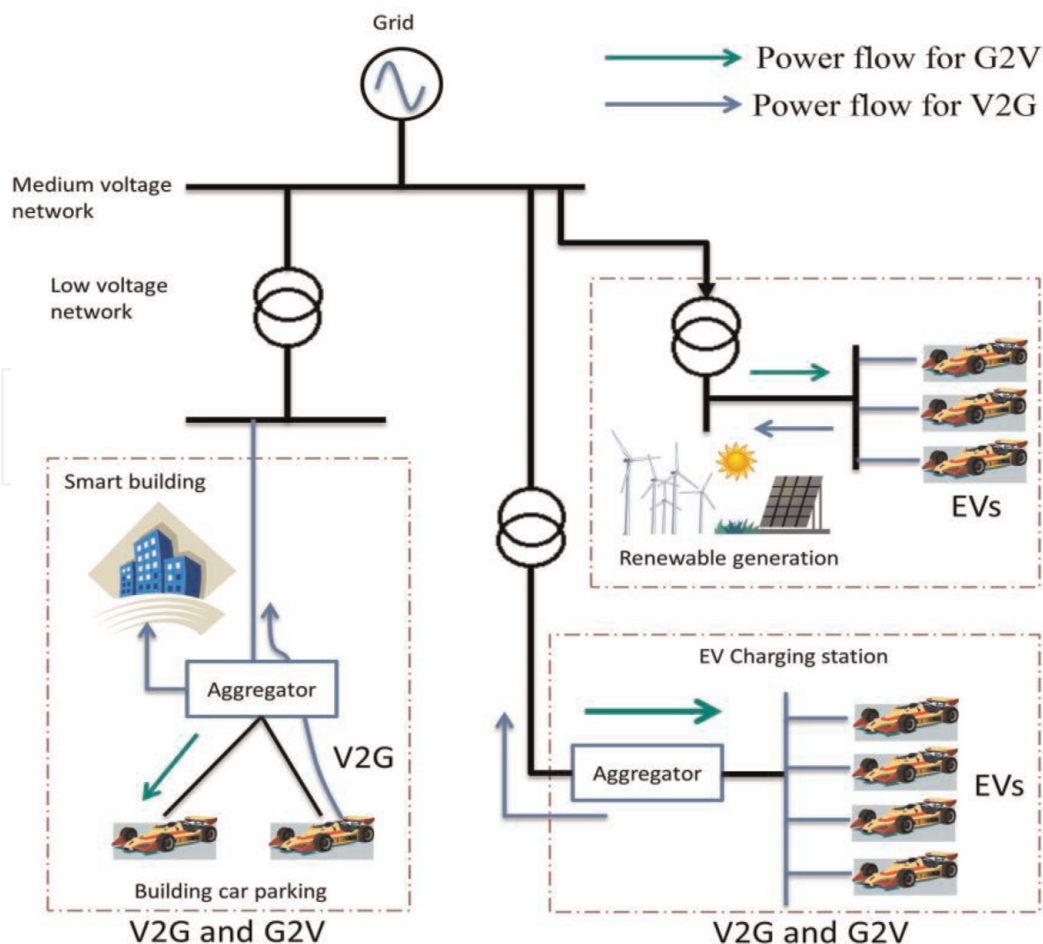 Grid
Power flow for G2V
Power flow for V2G
Medium voltage
network
Low voltage
network
Smart building
Aggregator
V2G
Building car parking
V2G and G2V
EVs
Renewable generation
EV Charging station
Aggregator
EVs
V2G and G2V